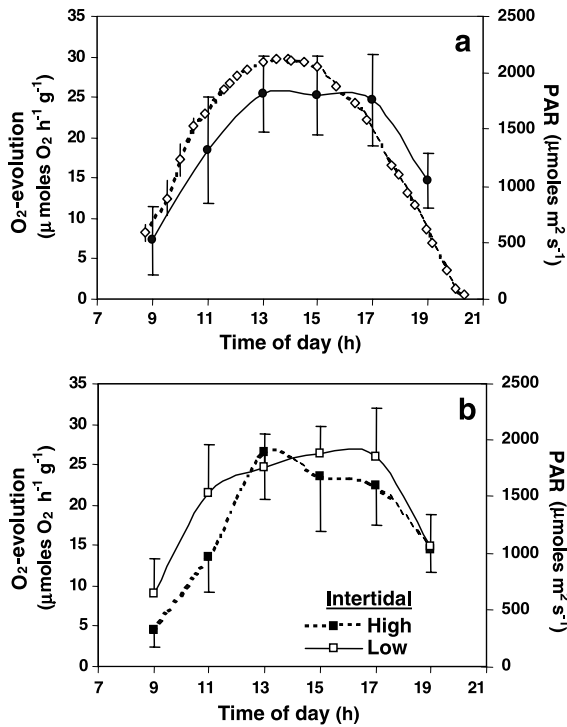 a
O2-evolution
(μ moles O2 h-1 g-1)
35
30
25
20
15
10
5
0
2500
2000
1500
1000
500
0
PAR
(μmoles m2 s-1)
7 9 11 13 15 17 19 21
Time of day (h)
b
O2-evolution
(μmoles O2 h-1 g-1)
35
30
25
20
15
10
5
0
2500
2000
1500
1000
500
0
PAR
(μmoles m2 s-1)
Intertidal
High
Low
7 9 11 13 15 17 19 21
Time of day (h)